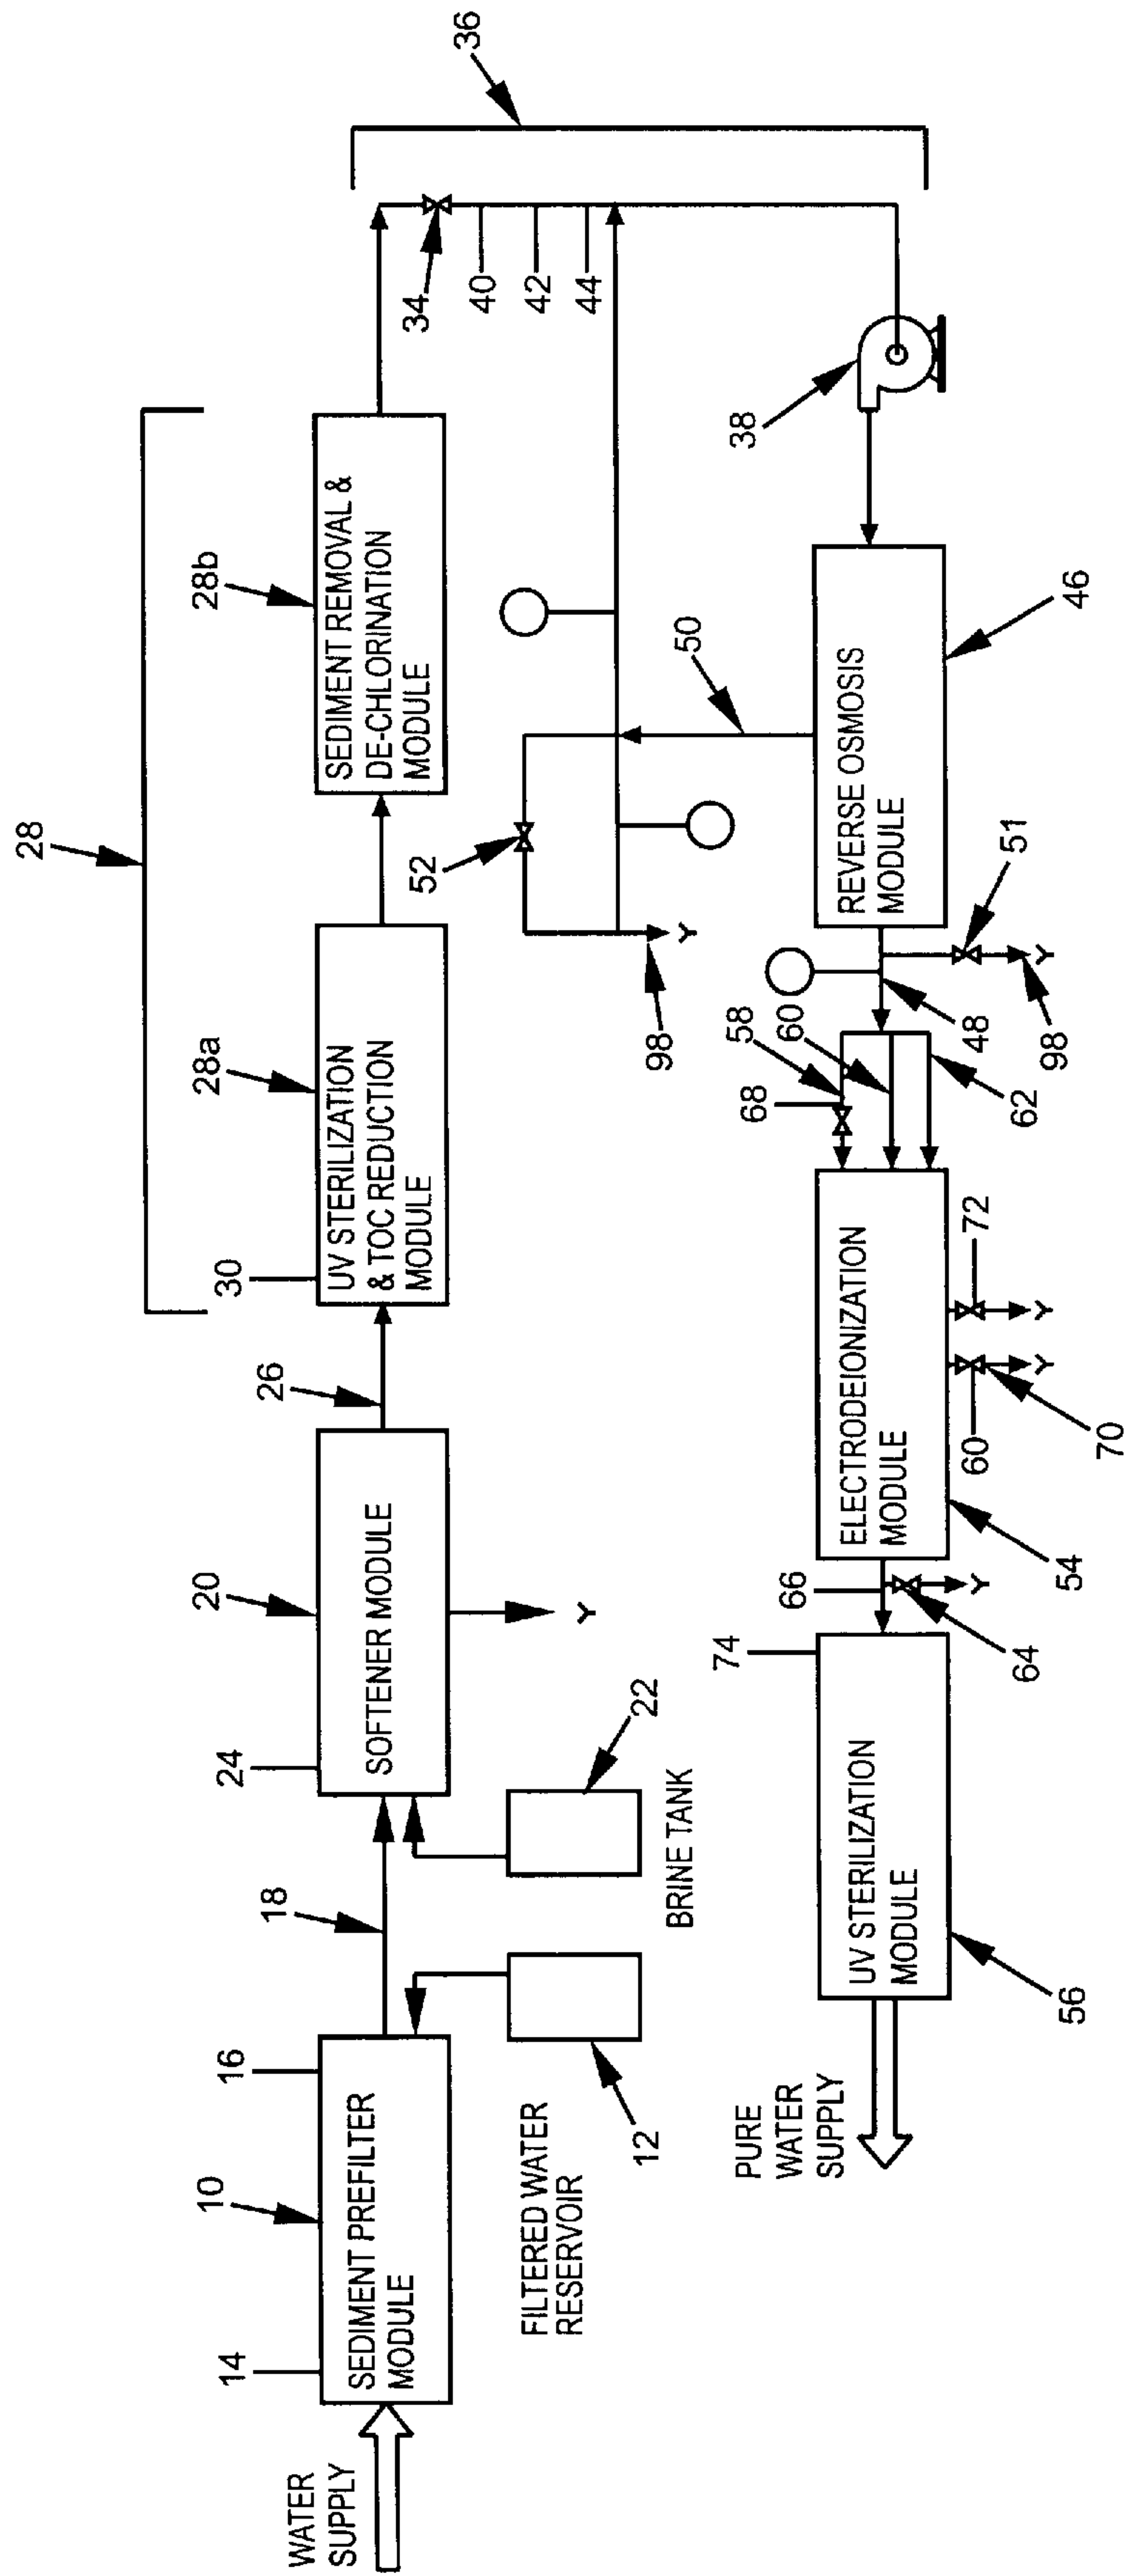 28
28a
28b
30
UV STERILIZATION
& TOC REDUCTION
MODULE
SEDIMENT REMOVAL &
DE-CHLORINATION
MODULE
36
34
40
42
44
10
14
16
18
20
24
26
WATER
SUPPLY
SEDIMENT PREFILTER
MODULE
SOFTENER MODULE
Y
FILTERED WATER
RESERVOIR
12
22
BRINE TANK
52
98
Y
50
38
PURE
WATER
SUPPLY
74
66
68
58
60
UV STERILIZATION
MODULE
ELECTRODEIONIZATION
MODULE
REVERSE OSMOSIS
MODULE
56
64
Y
54
60
70
Y
72
Y
62
48
51
98
Y
46